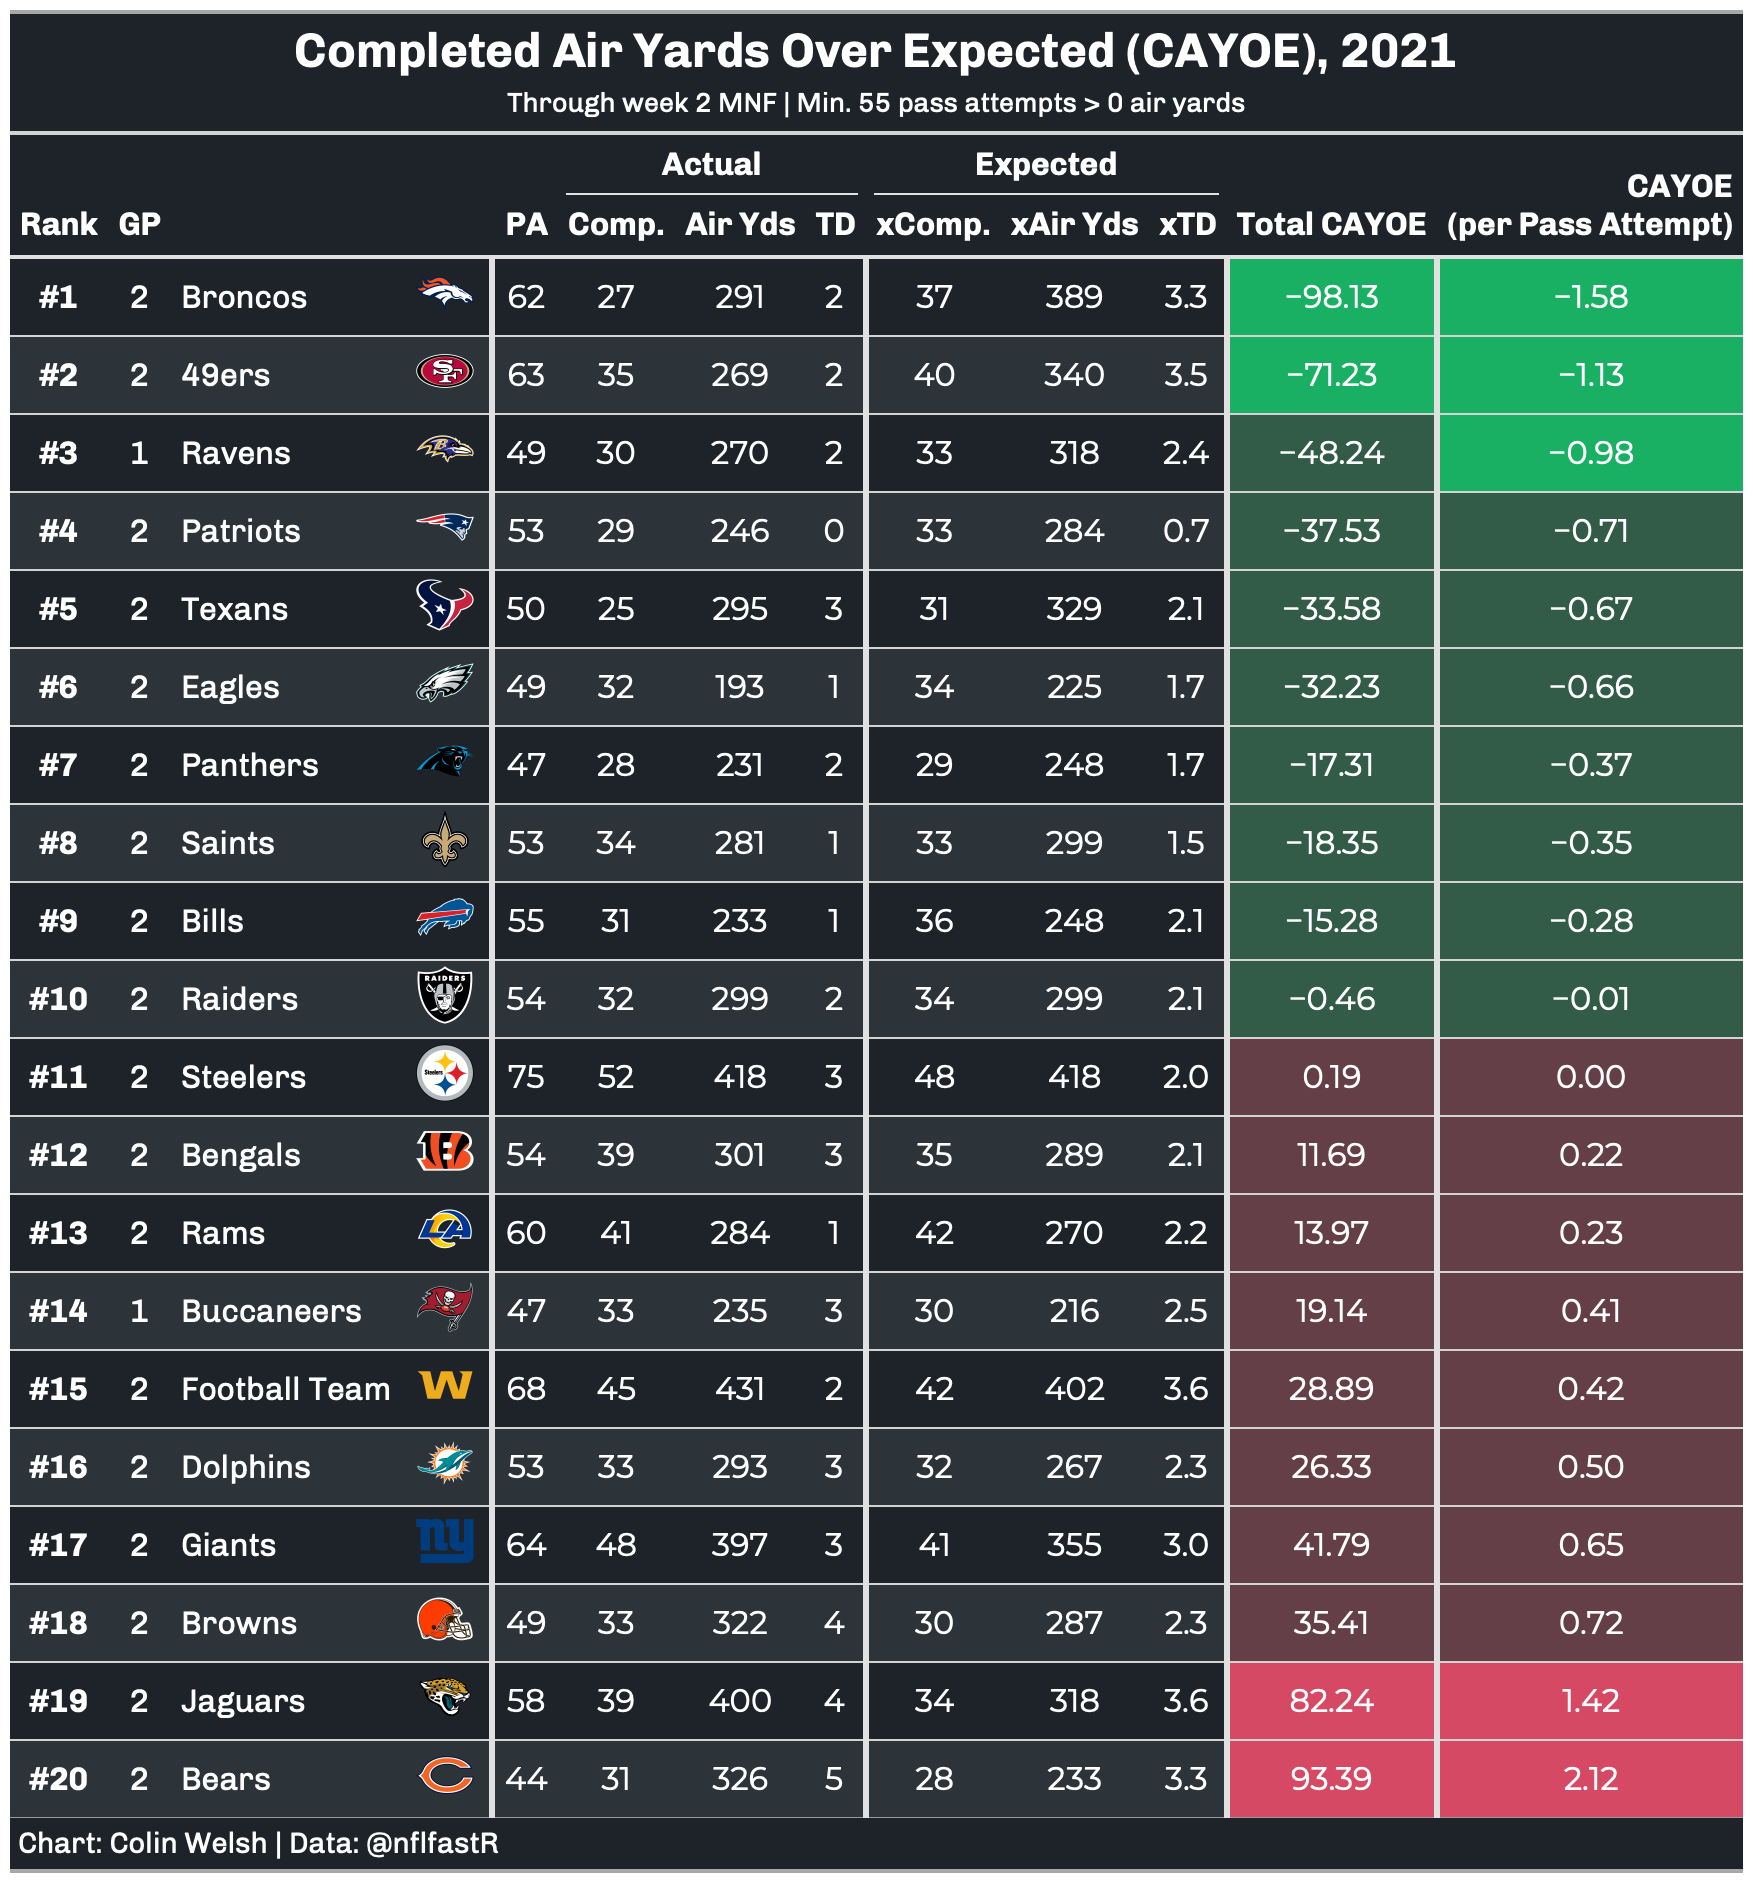 Completed Air Yards Over Expected (CAYOE), 2021
Through week 2 MNF | Min. 55 pass attempts > 0 air yards
Actual Expected
CAYOE
Rank GP PA Comp. Air Yds TD xComp. xAir Yds xTD Total CAYOE (per Pass Attempt)
#1 2 Broncos 62 27 291 2 37 389 3.3 −98.13 −1.58
#2 2 49ers 63 35 269 2 40 340 3.5 −71.23 −1.13
#3 1 Ravens 49 30 270 2 33 318 2.4 −48.24 −0.98
#4 2 Patriots 53 29 246 0 33 284 0.7 −37.53 −0.71
#5 2 Texans 50 25 295 3 31 329 2.1 −33.58 −0.67
#6 2 Eagles 49 32 193 1 34 225 1.7 −32.23 −0.66
#7 2 Panthers 47 28 231 2 29 248 1.7 −17.31 −0.37
#8 2 Saints 53 34 281 1 33 299 1.5 −18.35 −0.35
#9 2 Bills 55 31 233 1 36 248 2.1 −15.28 −0.28
#10 2 Raiders RAIDERS 54 32 299 2 34 299 2.1 −0.46 −0.01
#11 2 Steelers Steelers 75 52 418 3 48 418 2.0 0.19 0.00
#12 2 Bengals B 54 39 301 3 35 289 2.1 11.69 0.22
#13 2 Rams LA 60 41 284 1 42 270 2.2 13.97 0.23
#14 1 Buccaneers 47 33 235 3 30 216 2.5 19.14 0.41
#15 2 Football Team W 68 45 431 2 42 402 3.6 28.89 0.42
#16 2 Dolphins 53 33 293 3 32 267 2.3 26.33 0.50
#17 2 Giants ny 64 48 397 3 41 355 3.0 41.79 0.65
#18 2 Browns 49 33 322 4 30 287 2.3 35.41 0.72
#19 2 Jaguars 58 39 400 4 34 318 3.6 82.24 1.42
#20 2 Bears C 44 31 326 5 28 233 3.3 93.39 2.12
Chart: Colin Welsh | Data: @nflfastR